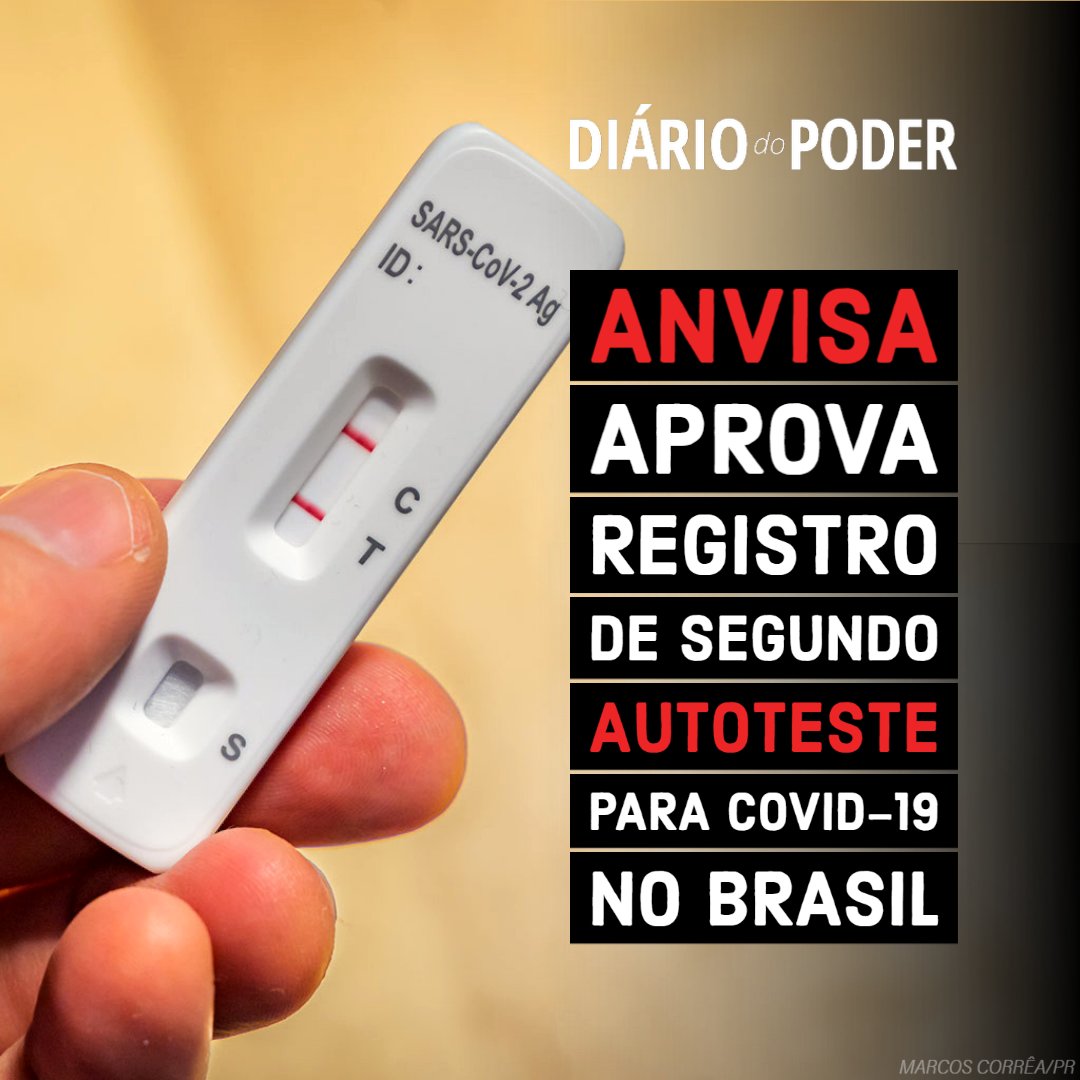 DIÁRIO do PODER
SARS-CoV-2 Ag
ID:
C
T
S
ANVISA
APROVA
REGISTRO
DE SEGUNDO
AUTOTESTE
PARA COVID-19
NO BRASIL
MARCOS CORRÊA/PR